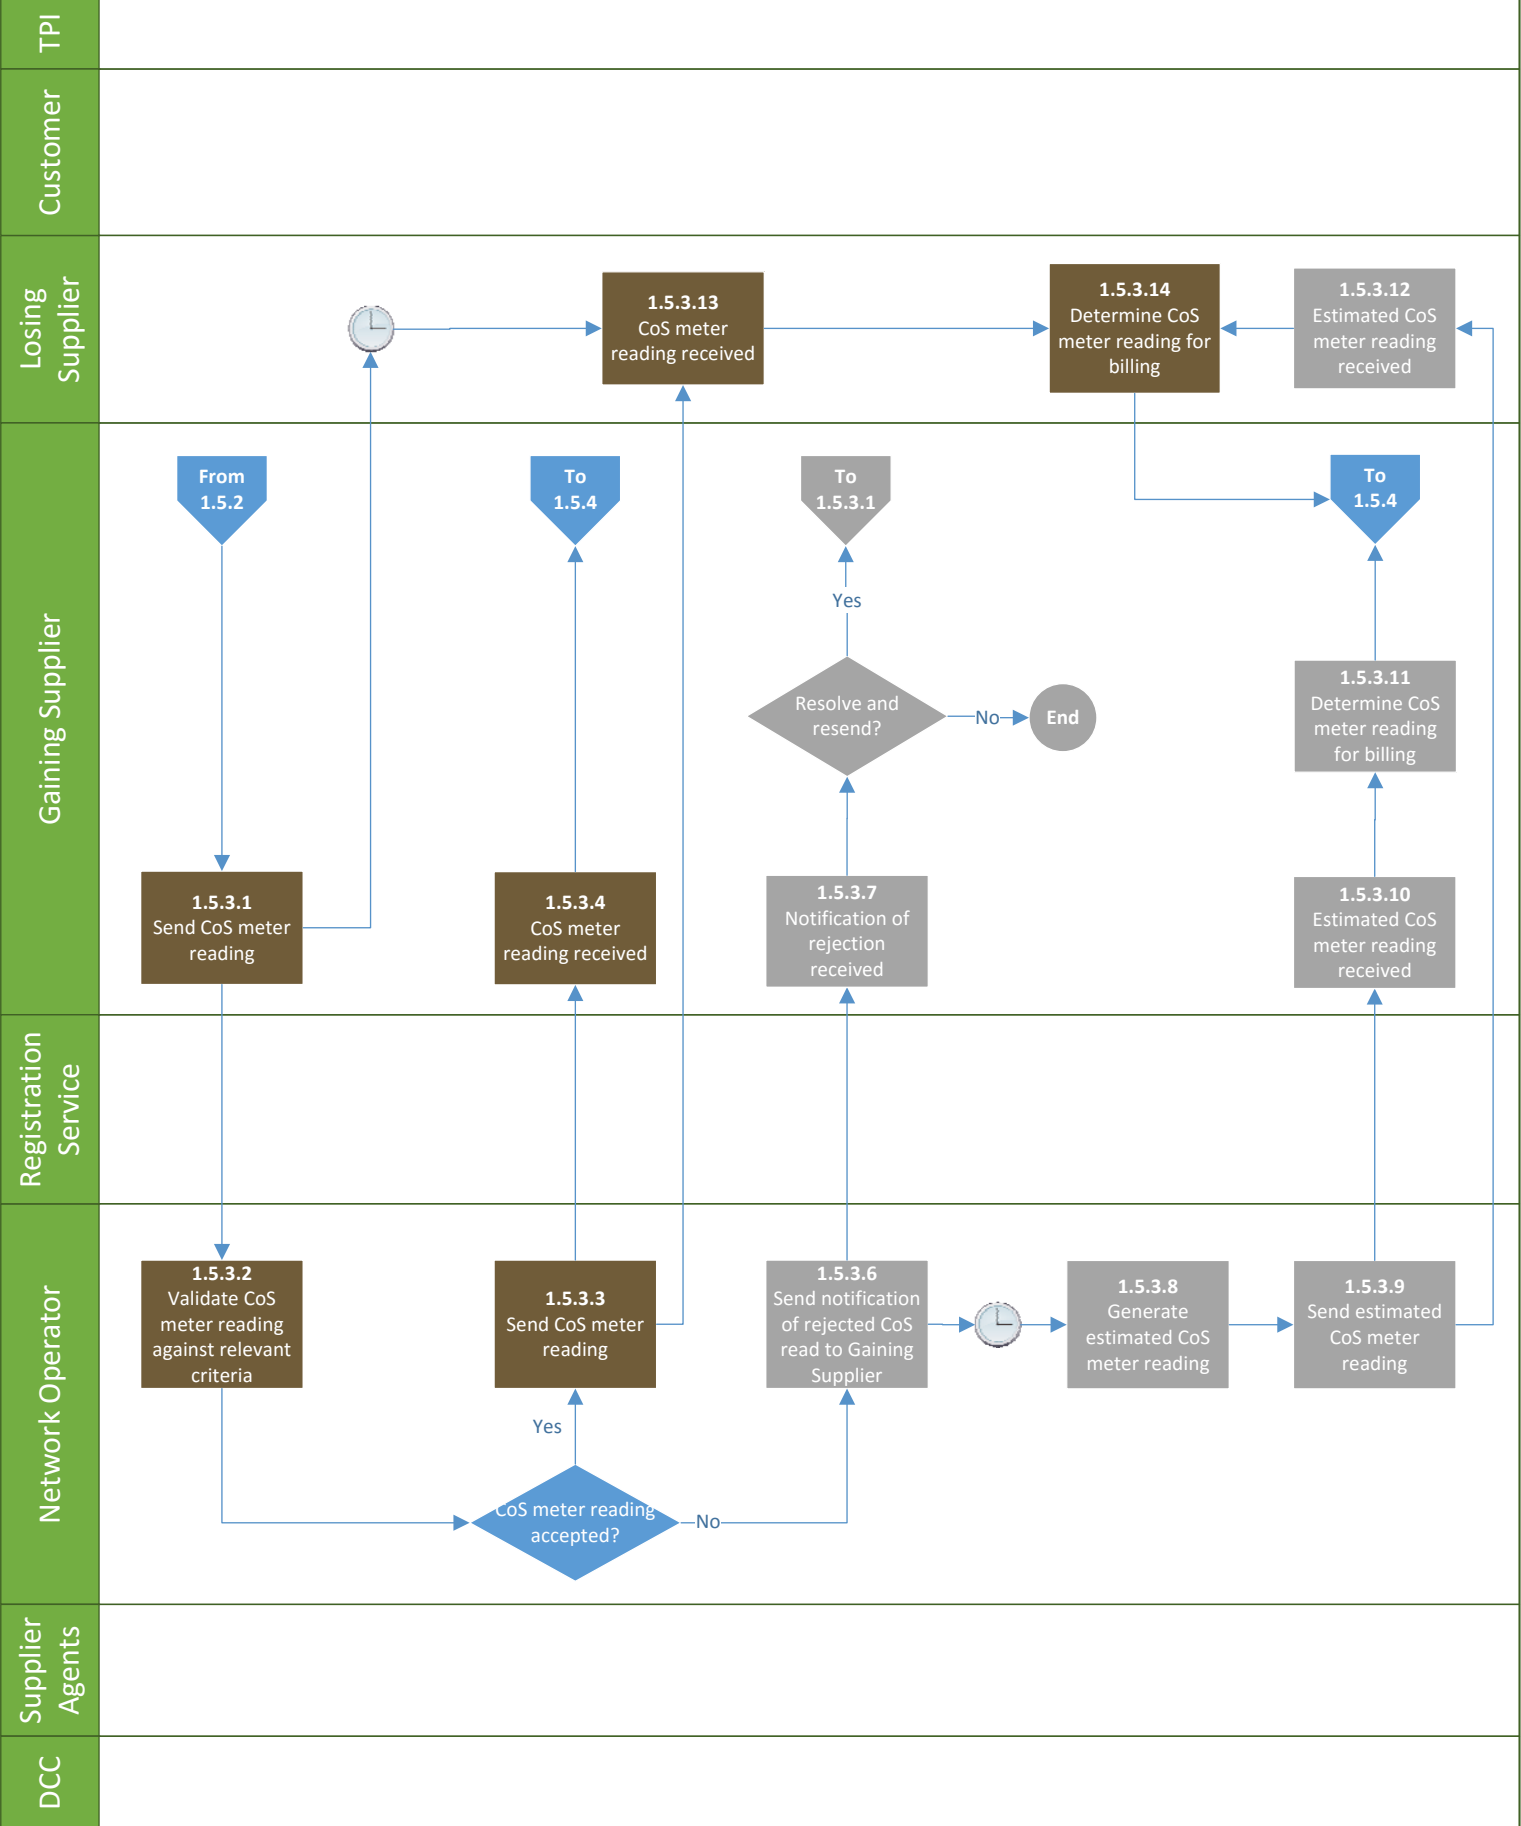 TPI
Customer
Losing
Supplier
1.5.3.13
CoS meter
reading received
1.5.3.14
Determine CoS
meter reading for
billing
1.5.3.12
Estimated CoS
meter reading
received
Gaining Supplier
From
1.5.2
To
1.5.4
To
1.5.3.1
To
1.5.4
Yes
Resolve and
resend?
No
End
1.5.3.11
Determine CoS
meter reading
for billing
1.5.3.1
Send CoS meter
reading
1.5.3.4
CoS meter
reading received
1.5.3.7
Notification of
rejection
received
1.5.3.10
Estimated CoS
meter reading
received
Registration
Service
Network Operator
1.5.3.2
Validate CoS
meter reading
against relevant
criteria
1.5.3.3
Send CoS meter
reading
1.5.3.6
Send notification
of rejected CoS
read to Gaining
Supplier
1.5.3.8
Generate
estimated CoS
meter reading
1.5.3.9
Send estimated
CoS meter
reading
Yes
CoS meter reading
accepted?
No
Supplier
Agents
DCC